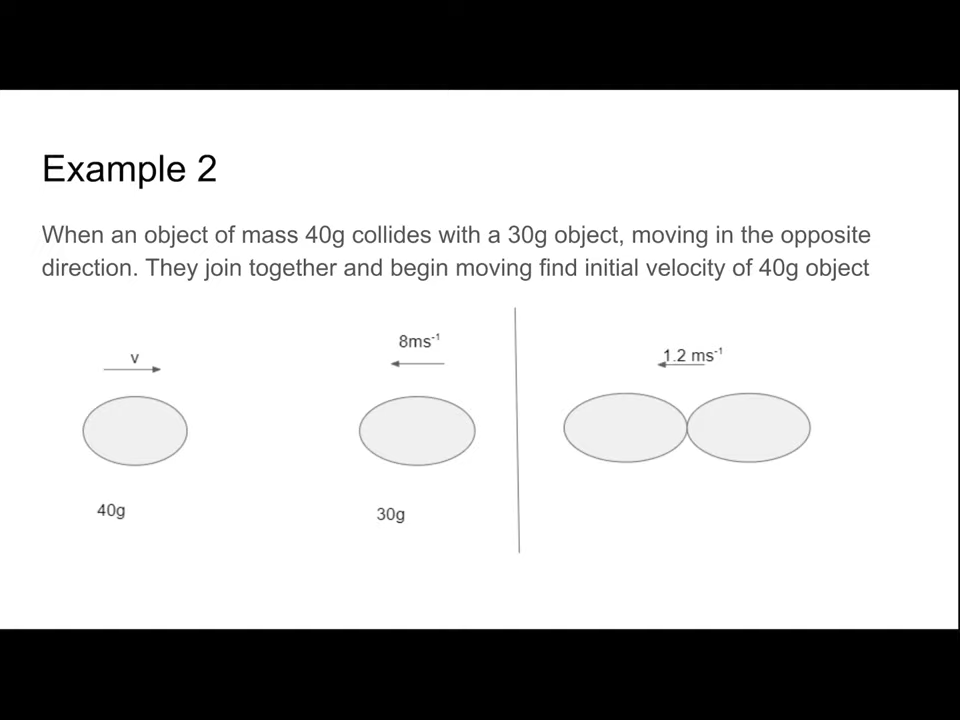 Example 2
When an object of mass 40g collides with a 30g object, moving in the opposite
direction. They join together and begin moving find initial velocity of 40g object
8ms⁻¹
v
1.2 ms⁻¹
40g
30g